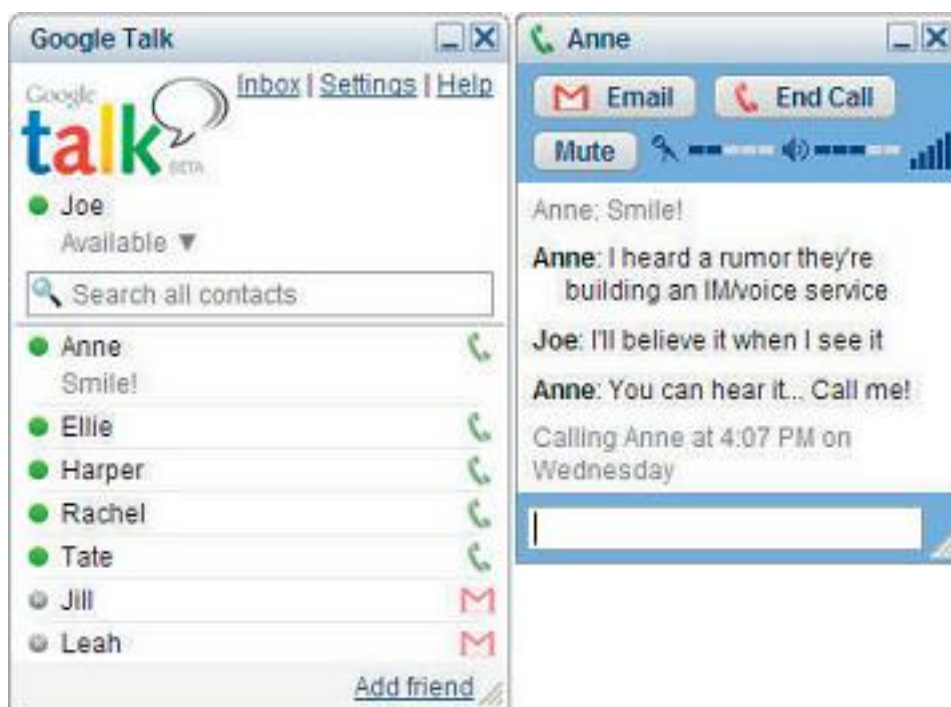 Google Talk
Inbox | Settings | Help
Google
talk
BETA
Joe
Available ▼
Search all contacts
Anne
Smile!
Ellie
Harper
Rachel
Tate
Jill
Leah
Add friend
Anne
Email
End Call
Mute
Anne: Smile!
Anne: I heard a rumor they're
building an IM/voice service
Joe: I'll believe it when I see it
Anne: You can hear it... Call me!
Calling Anne at 4:07 PM on
Wednesday